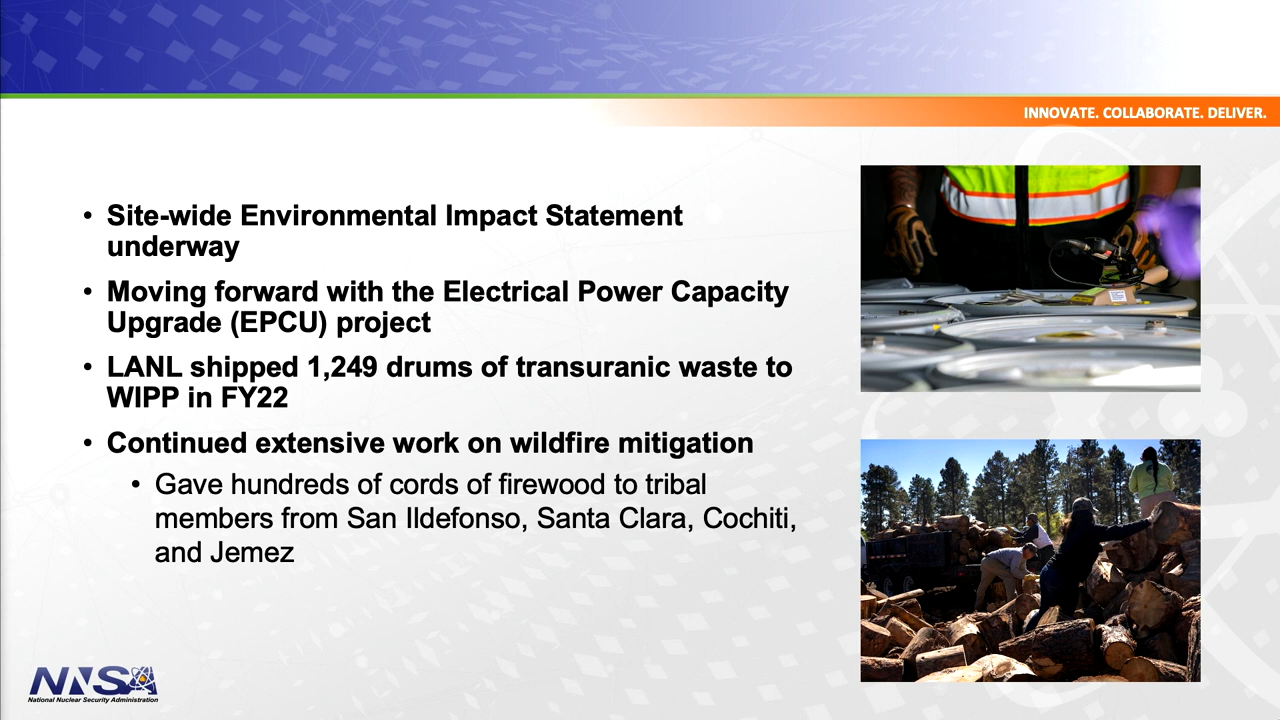 INNOVATE. COLLABORATE. DELIVER.
• Site-wide Environmental Impact Statement
underway
• Moving forward with the Electrical Power Capacity
Upgrade (EPCU) project
• LANL shipped 1,249 drums of transuranic waste to
WIPP in FY22
• Continued extensive work on wildfire mitigation
• Gave hundreds of cords of firewood to tribal
members from San Ildefonso, Santa Clara, Cochiti,
and Jemez
NNSA
National Nuclear Security Administration